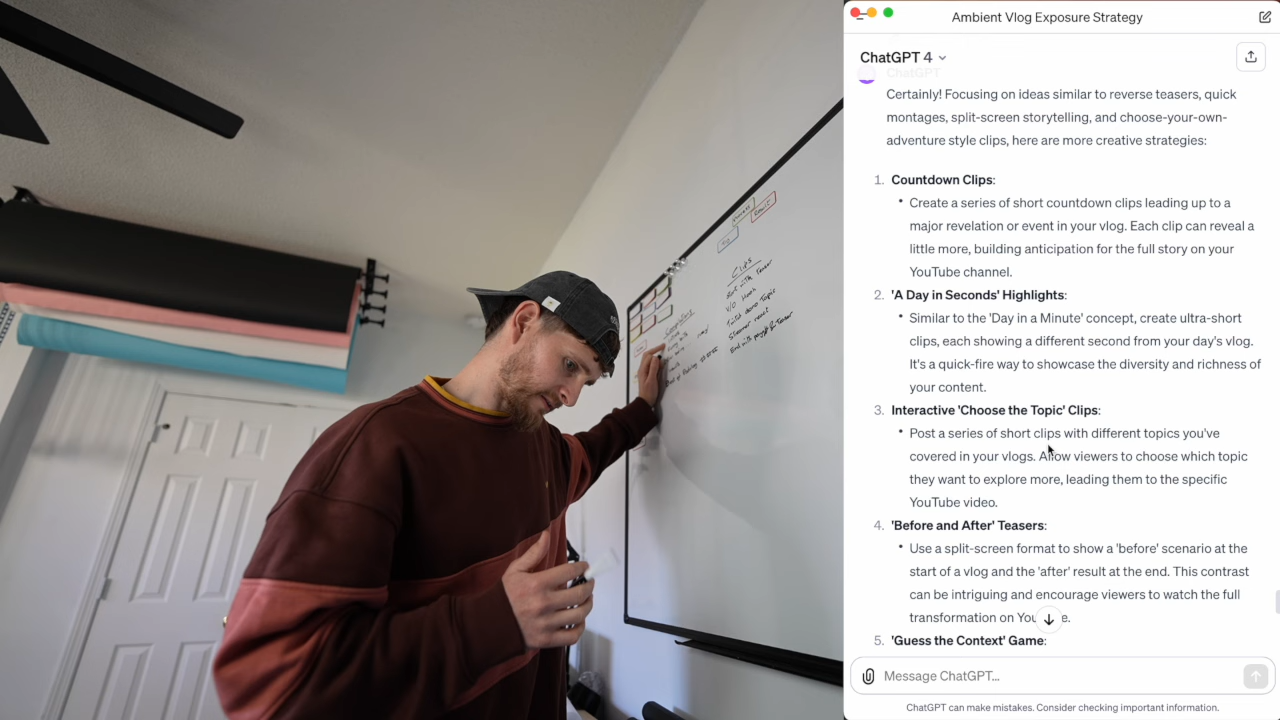 Clips
Ambient Vlog Exposure Strategy
ChatGPT 4
ChatGPT
Certainly! Focusing on ideas similar to reverse teasers, quick
montages, split-screen storytelling, and choose-your-own-
adventure style clips, here are more creative strategies:
1. Countdown Clips:
• Create a series of short countdown clips leading up to a
major revelation or event in your vlog. Each clip can reveal a
little more, building anticipation for the full story on your
YouTube channel.
2. 'A Day in Seconds' Highlights:
• Similar to the 'Day in a Minute' concept, create ultra-short
clips, each showing a different second from your day's vlog.
It's a quick-fire way to showcase the diversity and richness of
your content.
3. Interactive 'Choose the Topic' Clips:
• Post a series of short clips with different topics you've
covered in your vlogs. Allow viewers to choose which topic
they want to explore more, leading them to the specific
YouTube video.
4. 'Before and After' Teasers:
• Use a split-screen format to show a 'before' scenario at the
start of a vlog and the 'after' result at the end. This contrast
can be intriguing and encourage viewers to watch the full
transformation on You e.
5. 'Guess the Context' Game:
Message ChatGPT...
ChatGPT can make mistakes. Consider checking important information.